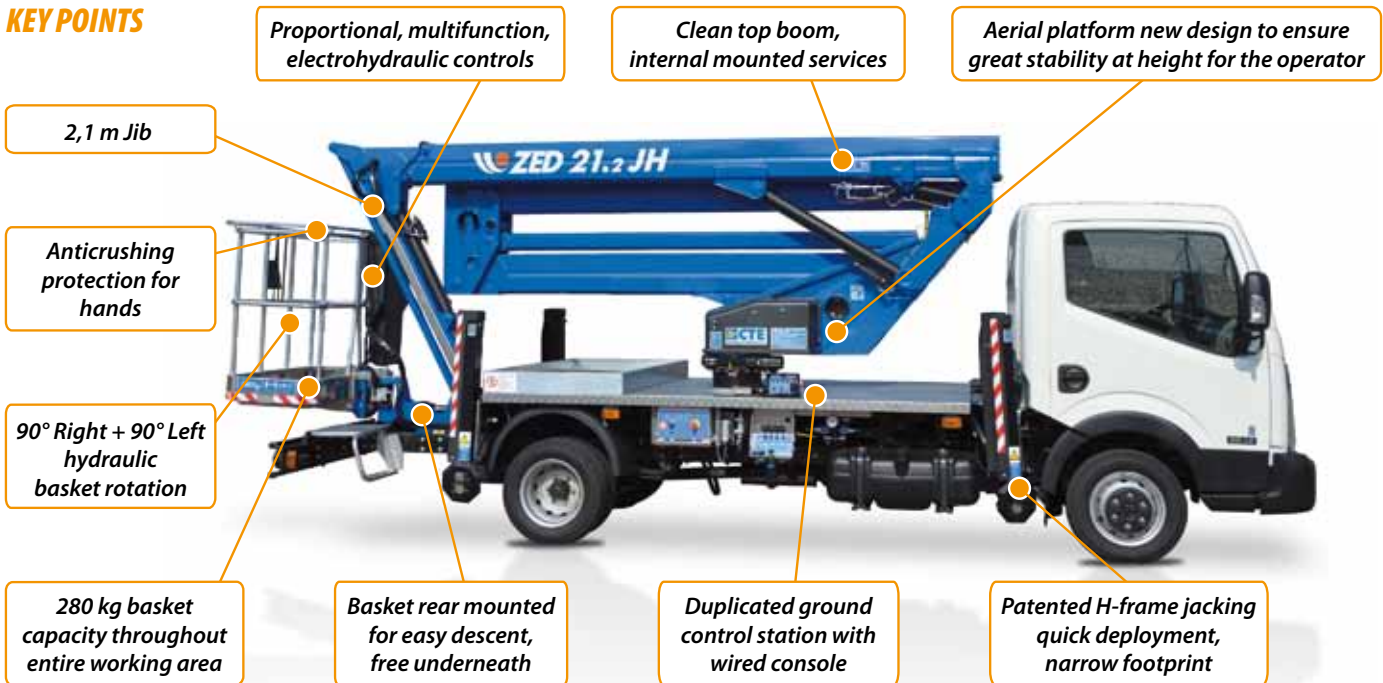 KEY POINTS
Proportional, multifunction,
electrohydraulic controls
Clean top boom,
internal mounted services
Aerial platform new design to ensure
great stability at height for the operator
2,1 m Jib
ZED 21.2 JH
Anticrushing
protection for
hands
CTE
90° Right + 90° Left
hydraulic
basket rotation
280 kg basket
capacity throughout
entire working area
Basket rear mounted
for easy descent,
free underneath
Duplicated ground
control station with
wired console
Patented H-frame jacking
quick deployment,
narrow footprint